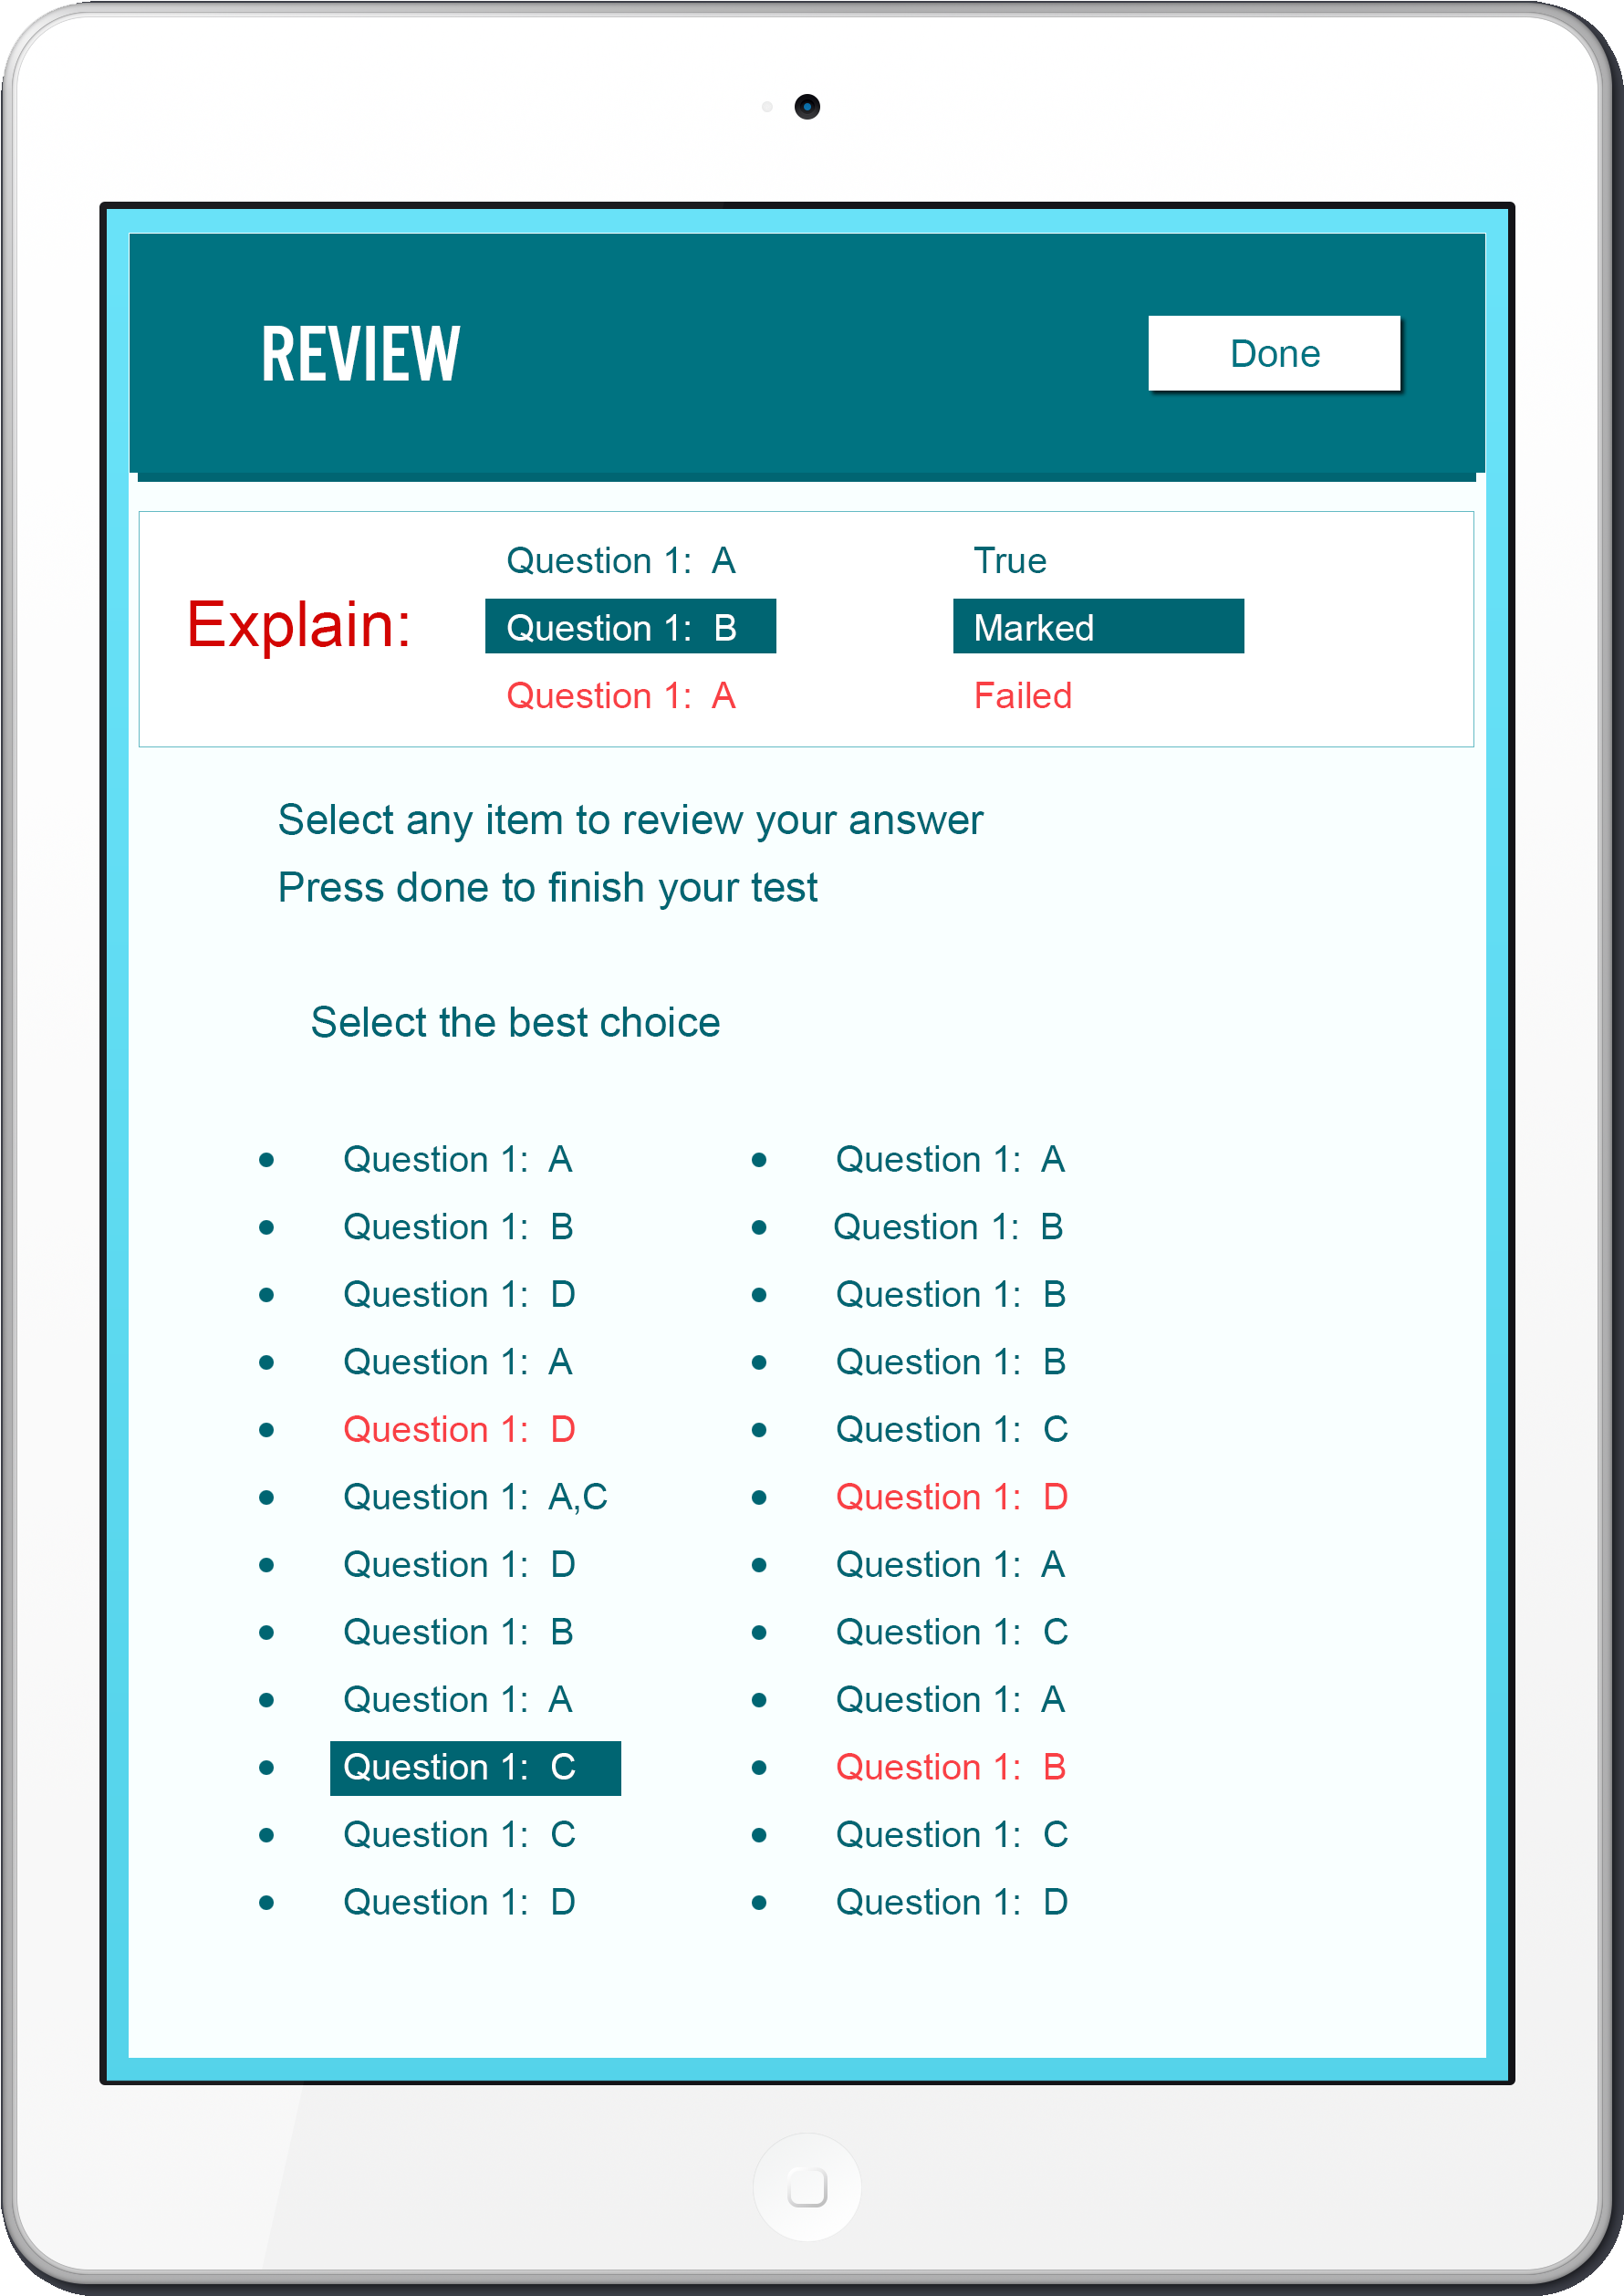 REVIEW
Done
Question 1: A True
Explain: Question 1: B Marked
Question 1: A Failed
Select any item to review your answer
Press done to finish your test
Select the best choice
• Question 1: A
• Question 1: B
• Question 1: D
• Question 1: A
• Question 1: D
• Question 1: A,C
• Question 1: D
• Question 1: B
• Question 1: A
• Question 1: C
• Question 1: C
• Question 1: D
• Question 1: A
• Question 1: B
• Question 1: B
• Question 1: B
• Question 1: C
• Question 1: D
• Question 1: A
• Question 1: C
• Question 1: A
• Question 1: B
• Question 1: C
• Question 1: D